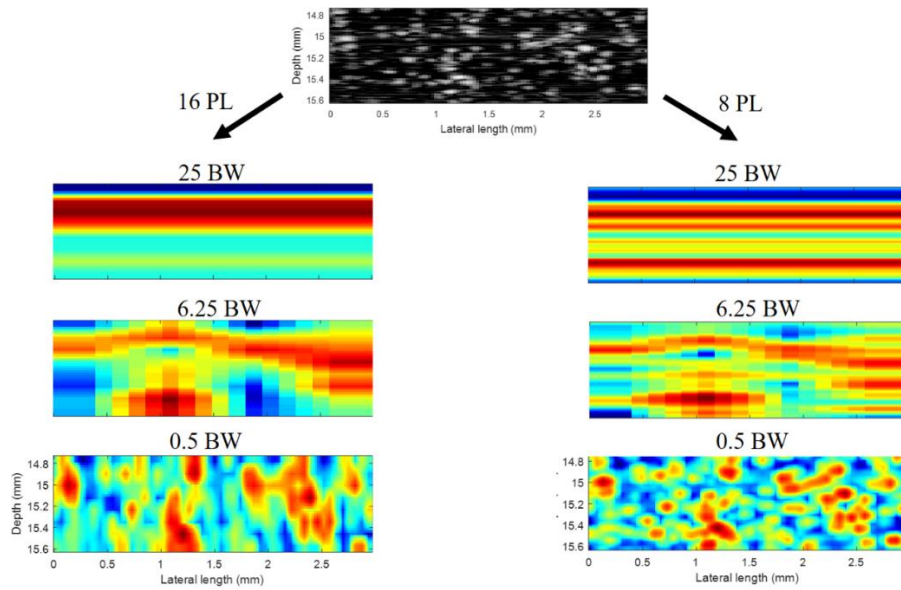 14.8
15
15.2
15.4
15.6
Depth (mm)
0 0.5 1 1.5 2 2.5
Lateral length (mm)
16 PL
8 PL
25 BW
25 BW
6.25 BW
6.25 BW
0.5 BW
0.5 BW
14.8
15
15.4
15.6
Depth (mm)
0 0.5 1 1.5 2 2.5
Lateral length (mm)
14.8
15
15.2
15.4
15.6
0 0.5 1 1.5 2 2.5
Lateral length (mm)